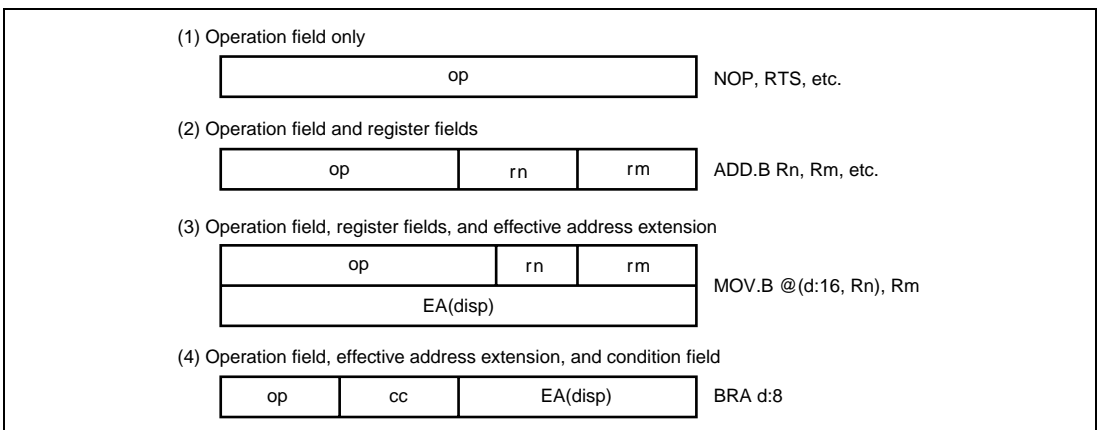 (1) Operation field only
op
NOP, RTS, etc.
(2) Operation field and register fields
op rn rm
ADD.B Rn, Rm, etc.
(3) Operation field, register fields, and effective address extension
op rn rm
EA(disp)
MOV.B @(d:16, Rn), Rm
(4) Operation field, effective address extension, and condition field
op cc EA(disp)
BRA d:8